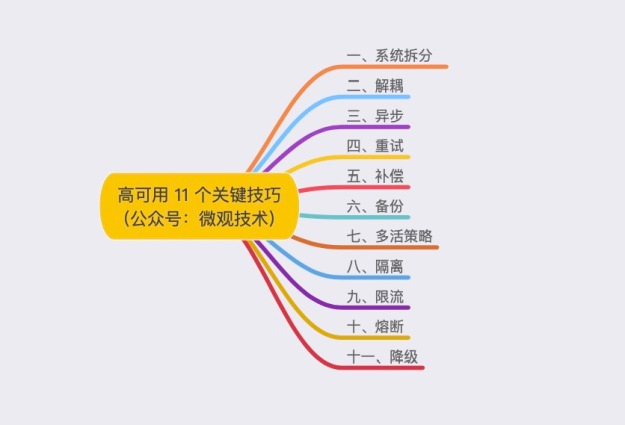 高可用 11 个关键技巧
（公众号：微观技术）
一、系统拆分
二、解耦
三、异步
四、重试
五、补偿
六、备份
七、多活策略
八、隔离
九、限流
十、熔断
十一、降级